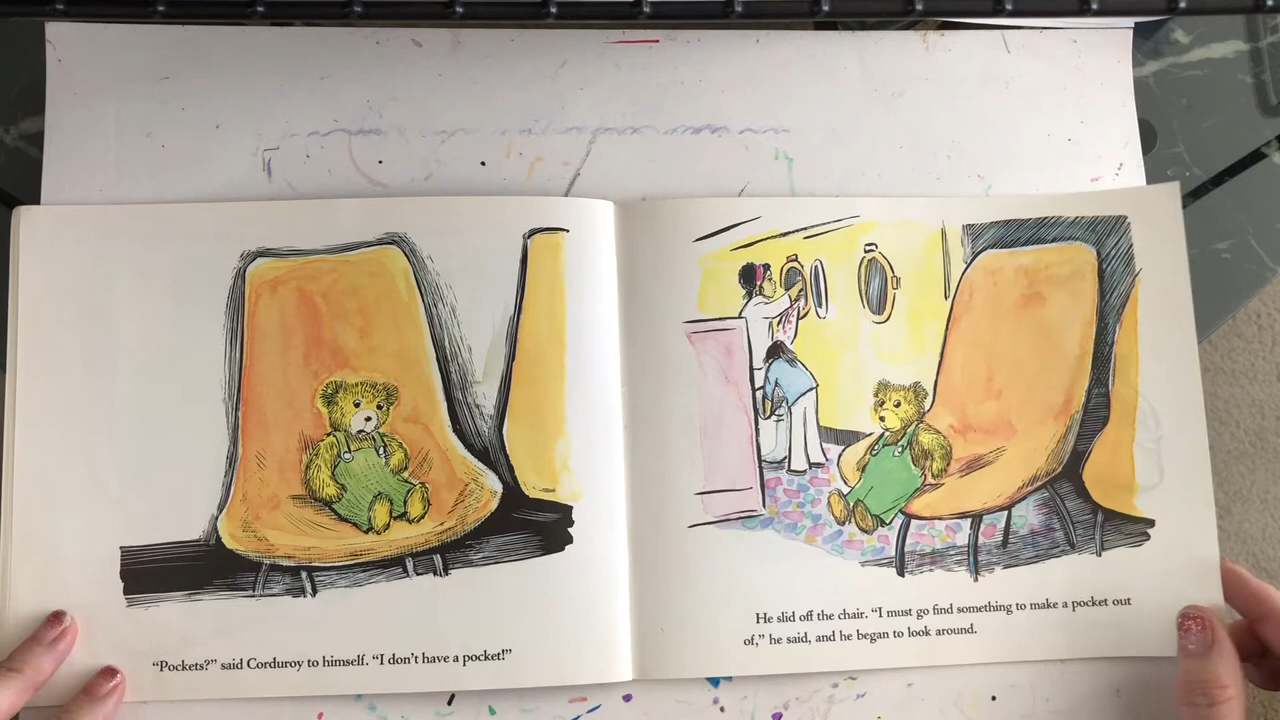 “Pockets?” said Corduroy to himself. “I don’t have a pocket!”
He slid off the chair. “I must go find something to make a pocket out
of,” he said, and he began to look around.